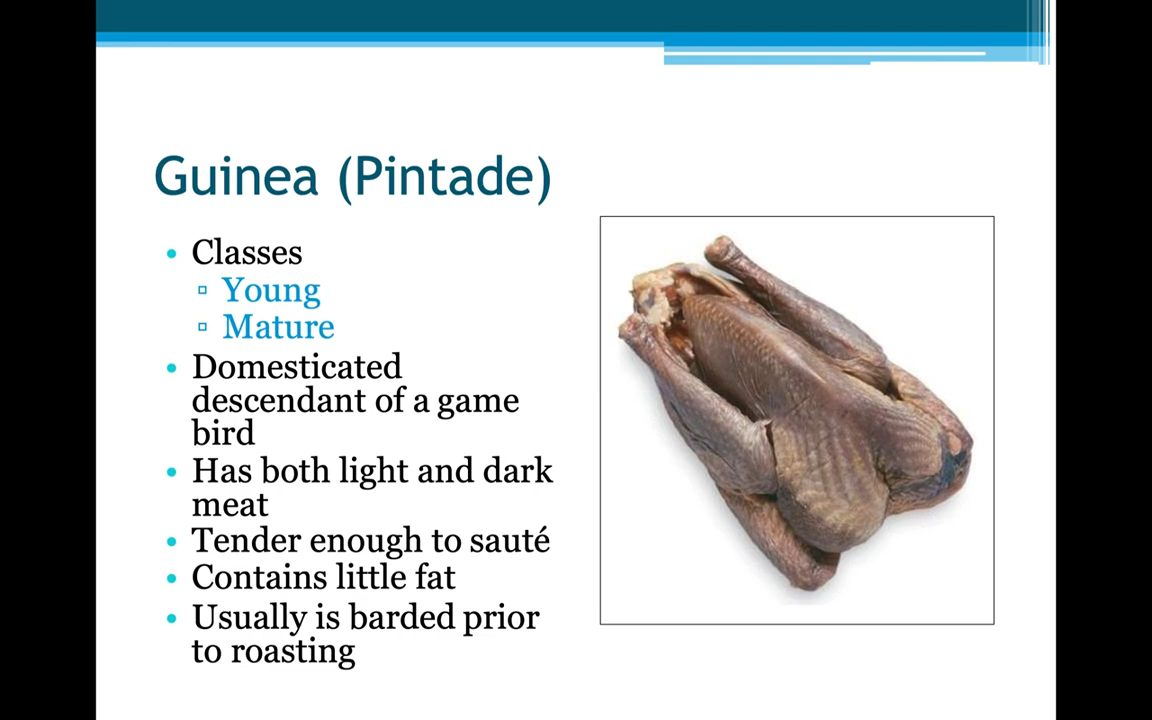 Guinea (Pintade)
• Classes
▫ Young
▫ Mature
• Domesticated
descendant of a game
bird
• Has both light and dark
meat
• Tender enough to sauté
• Contains little fat
• Usually is barded prior
to roasting